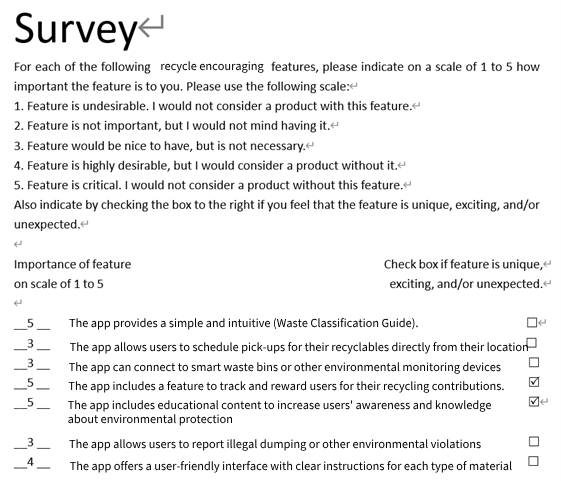 Survey↵
For each of the following recycle encouraging features, please indicate on a scale of 1 to 5 how
important the feature is to you. Please use the following scale:↵
1. Feature is undesirable. I would not consider a product with this feature.↵
2. Feature is not important, but I would not mind having it.↵
3. Feature would be nice to have, but is not necessary.↵
4. Feature is highly desirable, but I would consider a product without it.↵
5. Feature is critical. I would not consider a product without this feature.↵
Also indicate by checking the box to the right if you feel that the feature is unique, exciting, and/or
unexpected.↵
↵
Importance of feature Check box if feature is unique,↵
on scale of 1 to 5 exciting, and/or unexpected.↵
↵
__5__ The app provides a simple and intuitive (Waste Classification Guide). ☐↵
__3__ The app allows users to schedule pick-ups for their recyclables directly from their location ☐
__3__ The app can connect to smart waste bins or other environmental monitoring devices ☐
__5__ The app includes a feature to track and reward users for their recycling contributions. ☑
__5__ The app includes educational content to increase users' awareness and knowledge ☑↵
about environmental protection
__3__ The app allows users to report illegal dumping or other environmental violations ☐
__4__ The app offers a user-friendly interface with clear instructions for each type of material ☐